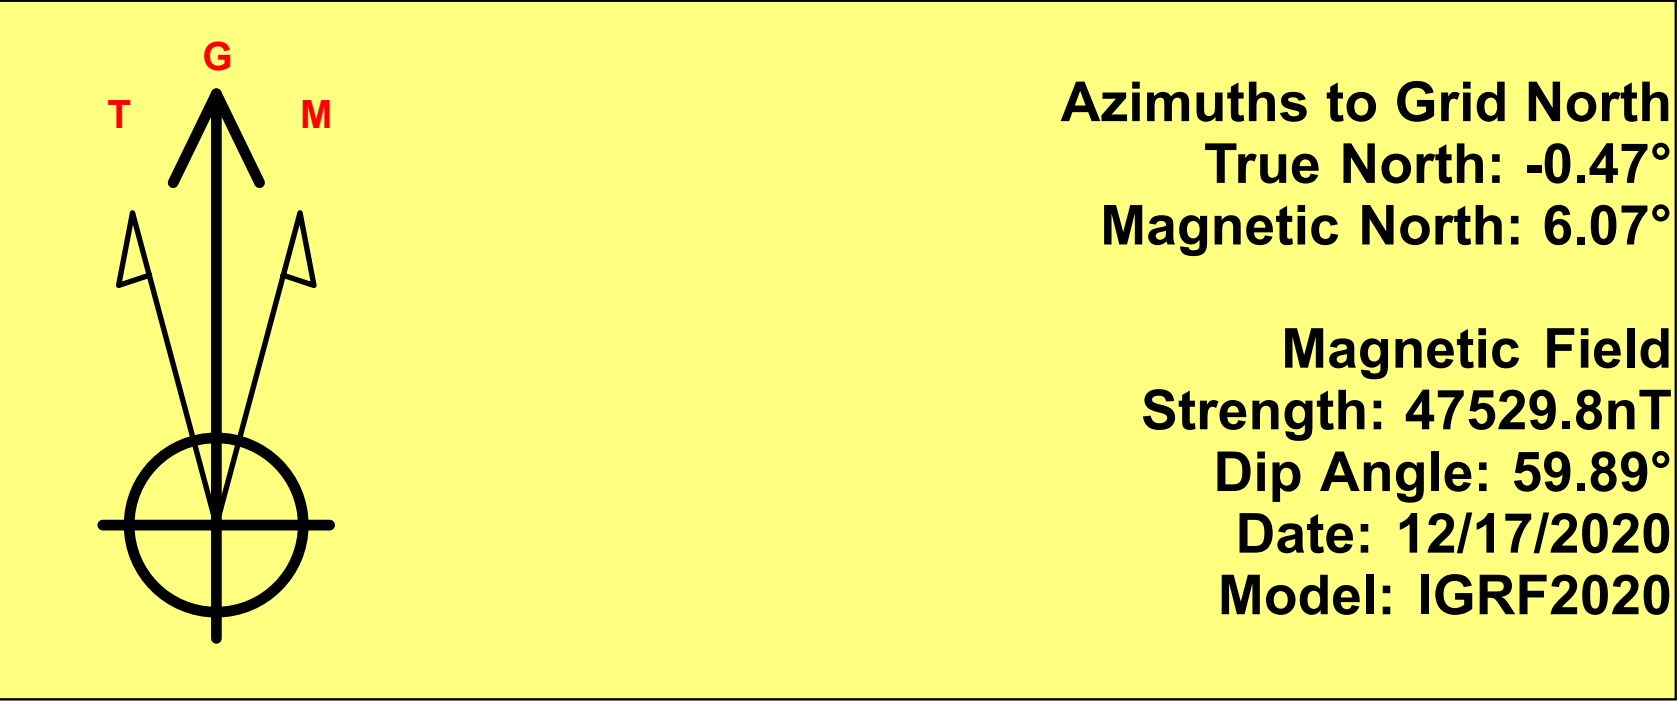 G
T
M
Azimuths to Grid North
True North: -0.47°
Magnetic North: 6.07°
Magnetic Field
Strength: 47529.8nT
Dip Angle: 59.89°
Date: 12/17/2020
Model: IGRF2020